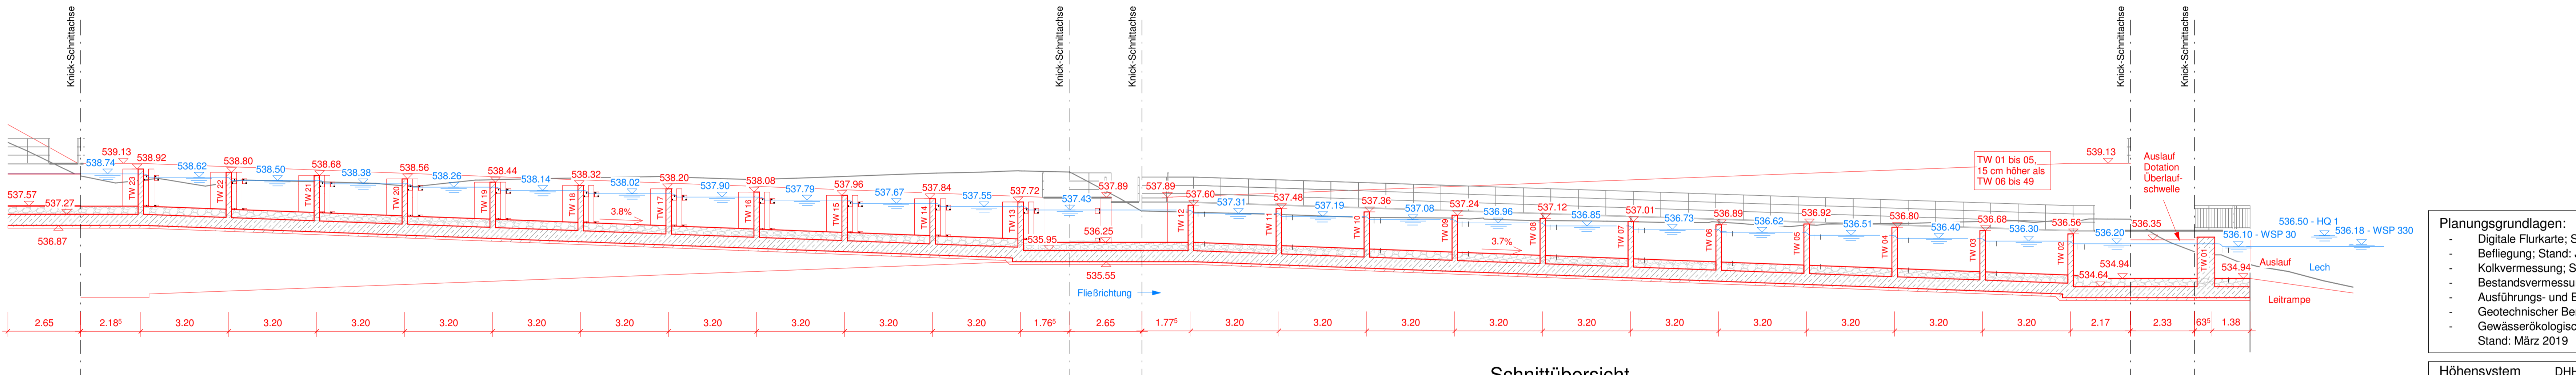 Knick-Schnittachse
Knick-Schnittachse
Knick-Schnittachse
Knick-Schnittachse
Knick-Schnittachse
539.13
538.92
538.80
538.68
538.56
538.44
538.32
538.20
538.08
537.96
537.84
537.72
537.89
537.89
537.60
537.48
537.36
537.24
537.12
537.01
536.89
536.92
536.80
536.68
536.56
536.35
539.13
538.74
538.62
538.50
538.38
538.26
538.14
538.02
537.90
537.79
537.67
537.55
537.43
537.31
537.19
537.08
536.96
536.85
536.73
536.62
536.51
536.40
536.30
536.20
TW 23
TW 22
TW 21
TW 20
TW 19
TW 18
TW 17
TW 16
TW 15
TW 14
TW 13
TW 12
TW 11
TW 10
TW 09
TW 08
TW 07
TW 06
TW 05
TW 04
TW 03
TW 02
TW 01
TW 01 bis 05,
15 cm höher als
TW 06 bis 49
Auslauf
Dotation
Überlauf-
schwelle
537.57
537.27
536.87
3.8%
535.95
536.25
535.55
3.7%
534.94
534.64
534.94
536.50 - HQ 1
536.10 - WSP 30
536.18 - WSP 330
Auslauf
Lech
Leitrampe
Fließrichtung
2.65
2.18⁵
3.20
3.20
3.20
3.20
3.20
3.20
3.20
3.20
3.20
3.20
1.76⁵
2.65
1.77⁵
3.20
3.20
3.20
3.20
3.20
3.20
3.20
3.20
3.20
3.20
2.17
2.33
63⁵
1.38
Schnittübersicht
Planungsgrundlagen:
- Digitale Flurkarte; S
- Befliegung; Stand:
- Kolkvermessung; S
- Bestandsvermessu
- Ausführungs- und
- Geotechnischer Be
- Gewässerökologisc
Stand: März 2019
Höhensystem DHH